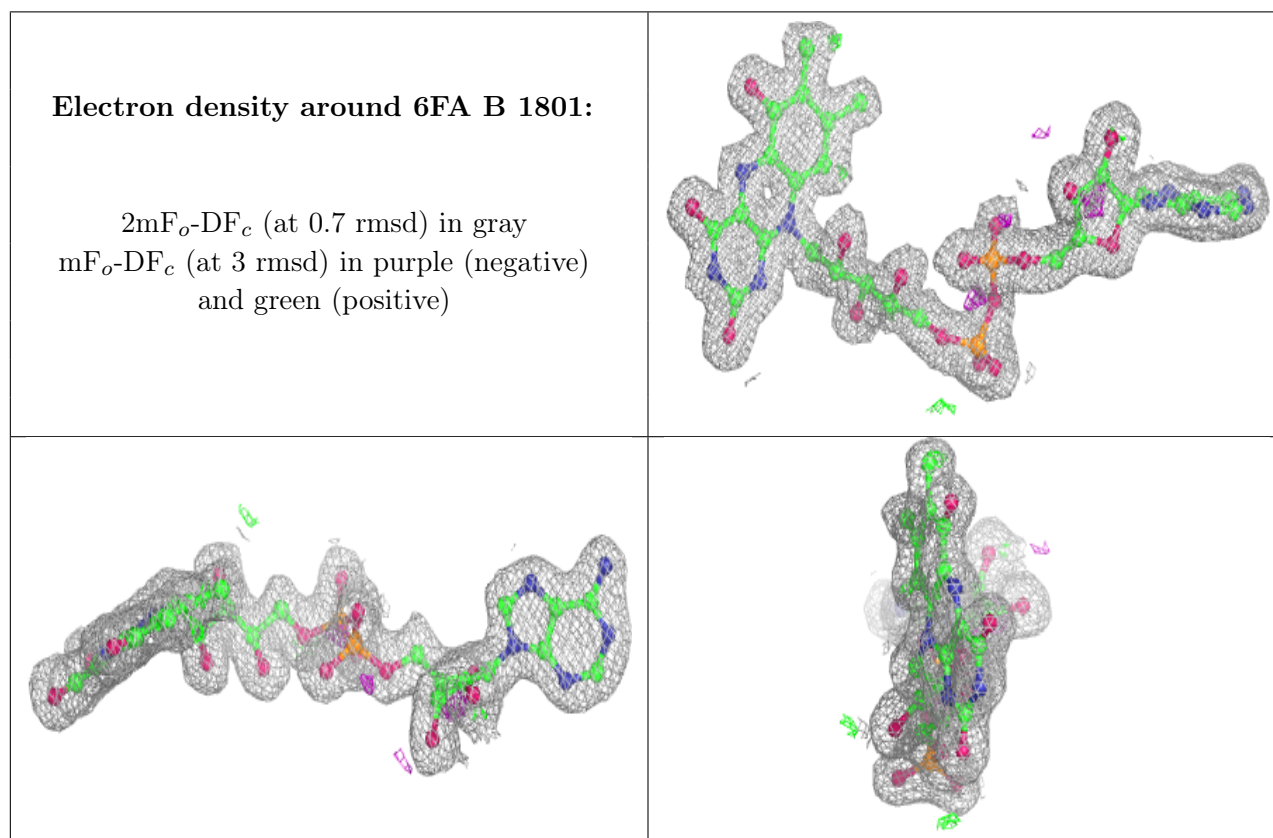 Electron density around 6FA B 1801:
2mFo-DFc (at 0.7 rmsd) in gray
mFo-DFc (at 3 rmsd) in purple (negative)
and green (positive)